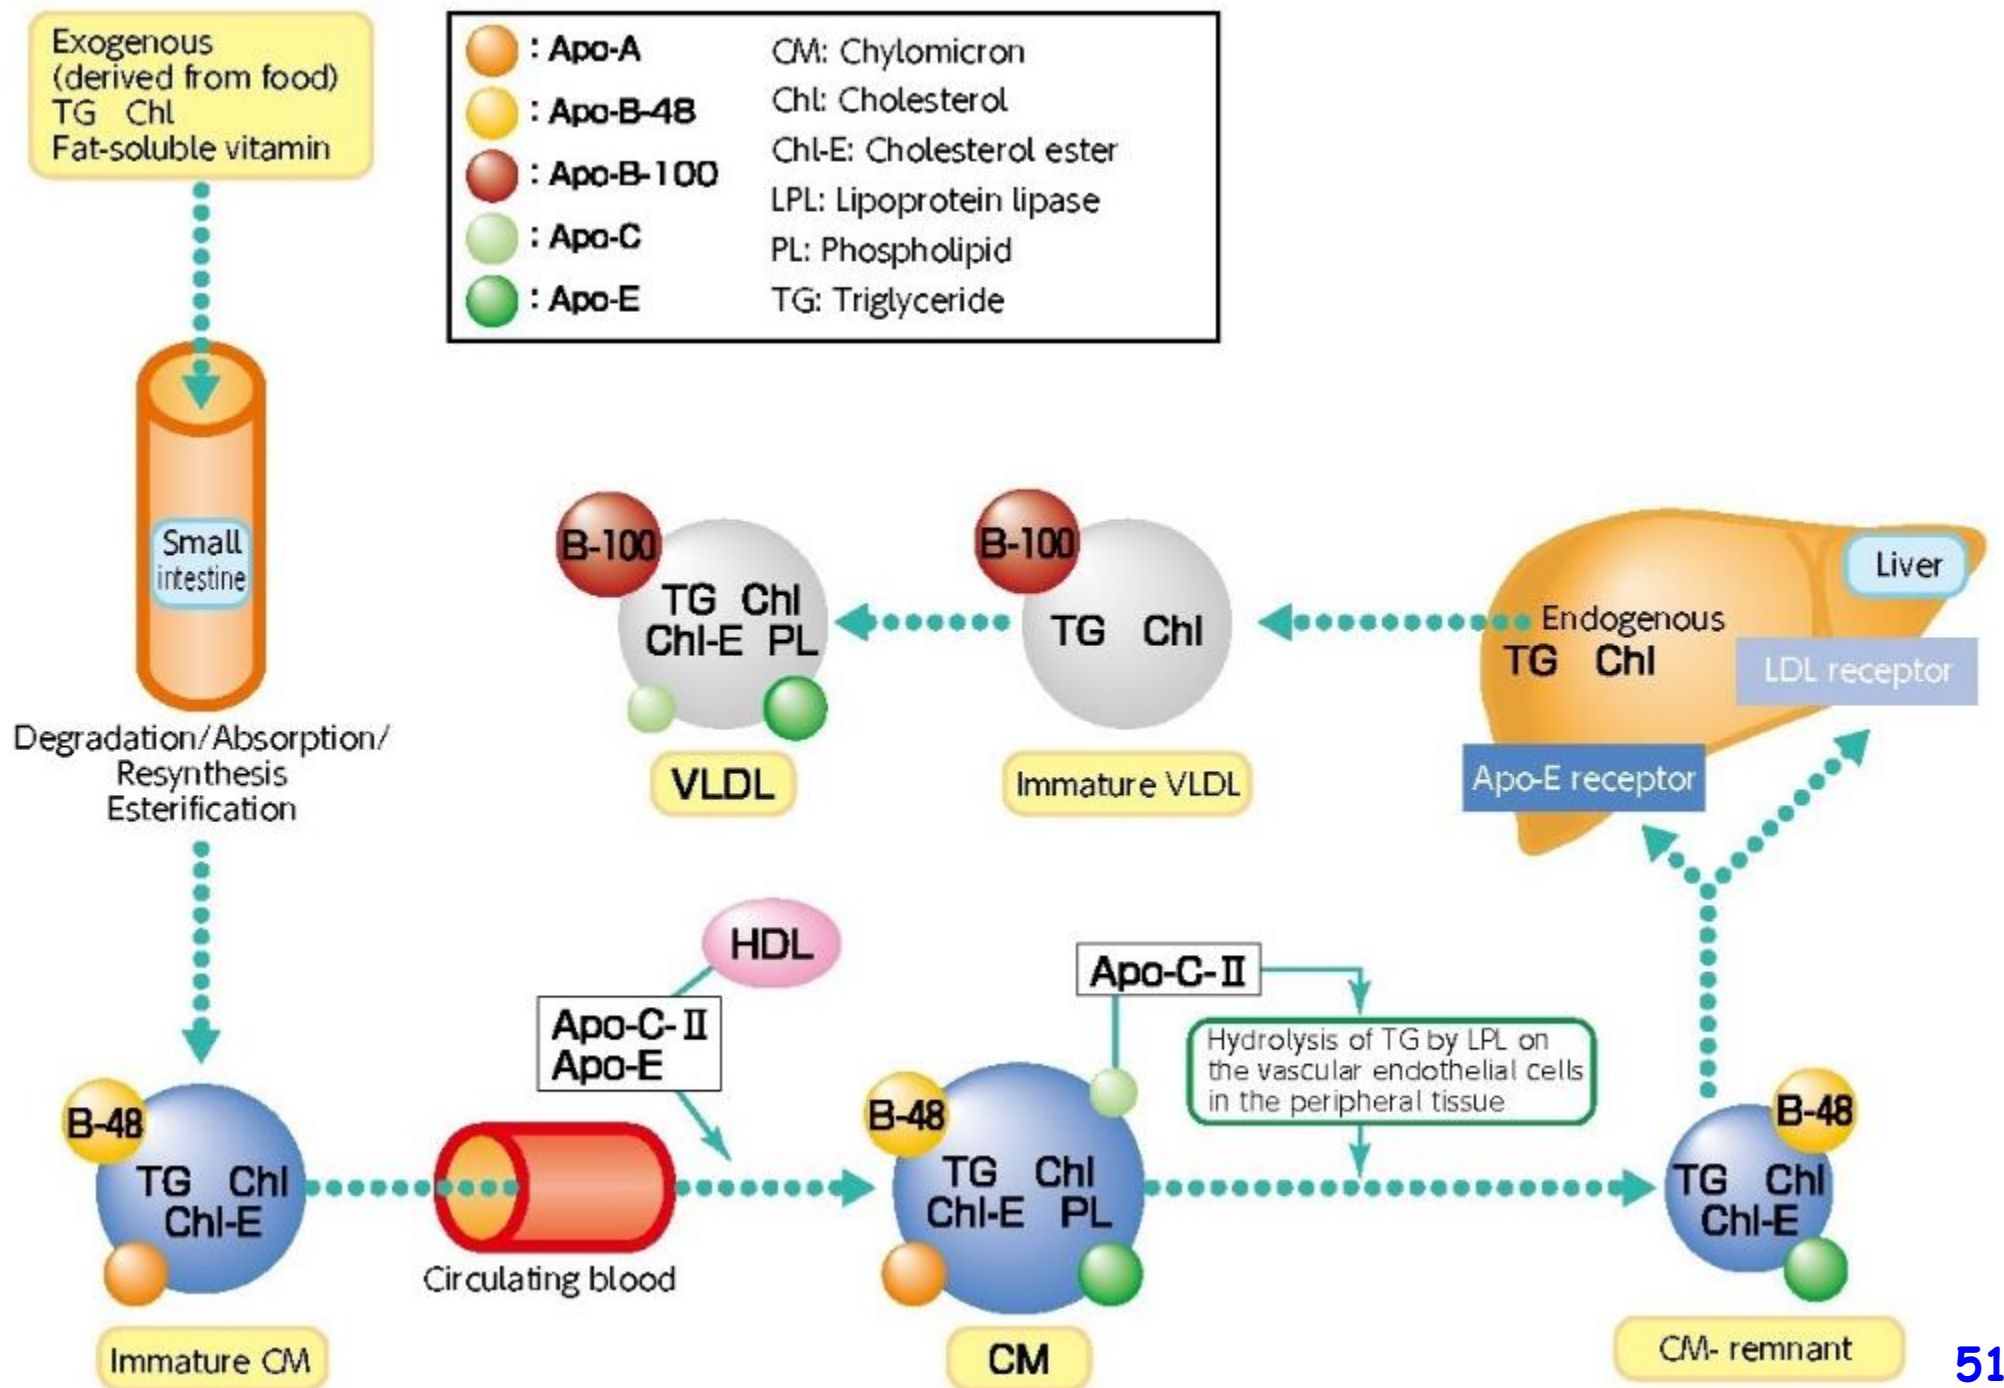 Exogenous
(derived from food)
TG Chl
Fat-soluble vitamin
: Apo-A
: Apo-B-48
: Apo-B-100
: Apo-C
: Apo-E
CM: Chylomicron
Chl: Cholesterol
Chl-E: Cholesterol ester
LPL: Lipoprotein lipase
PL: Phospholipid
TG: Triglyceride
Small
intestine
Degradation/Absorption/
Resynthesis
Esterification
B-100
TG Chl
Chl-E PL
VLDL
B-100
TG Chl
Immature VLDL
Liver
Endogenous
TG Chl
LDL receptor
Apo-E receptor
HDL
Apo-C-II
Apo-E
Apo-C-II
Hydrolysis of TG by LPL on
the vascular endothelial cells
in the peripheral tissue
B-48
TG Chl
Chl-E
Immature CM
Circulating blood
B-48
TG Chl
Chl-E PL
CM
B-48
TG Chl
Chl-E
CM- remnant
51